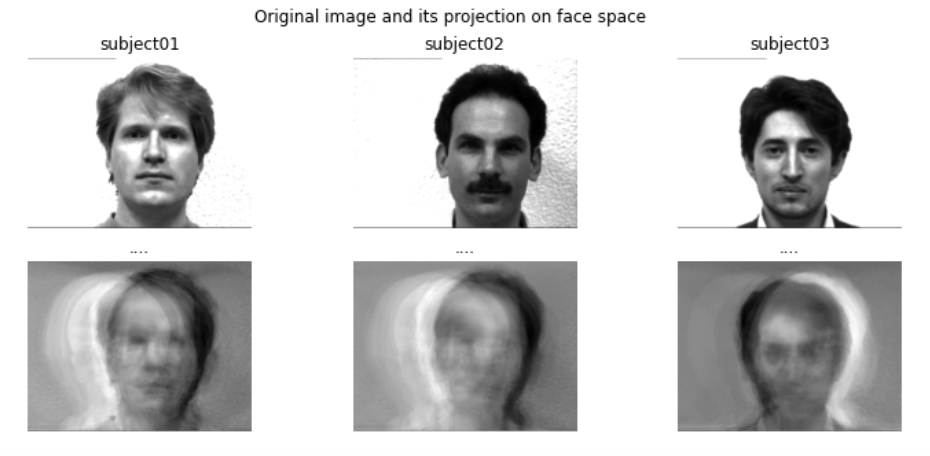 Original image and its projection on face space
subject01
subject02
subject03
....
....
....